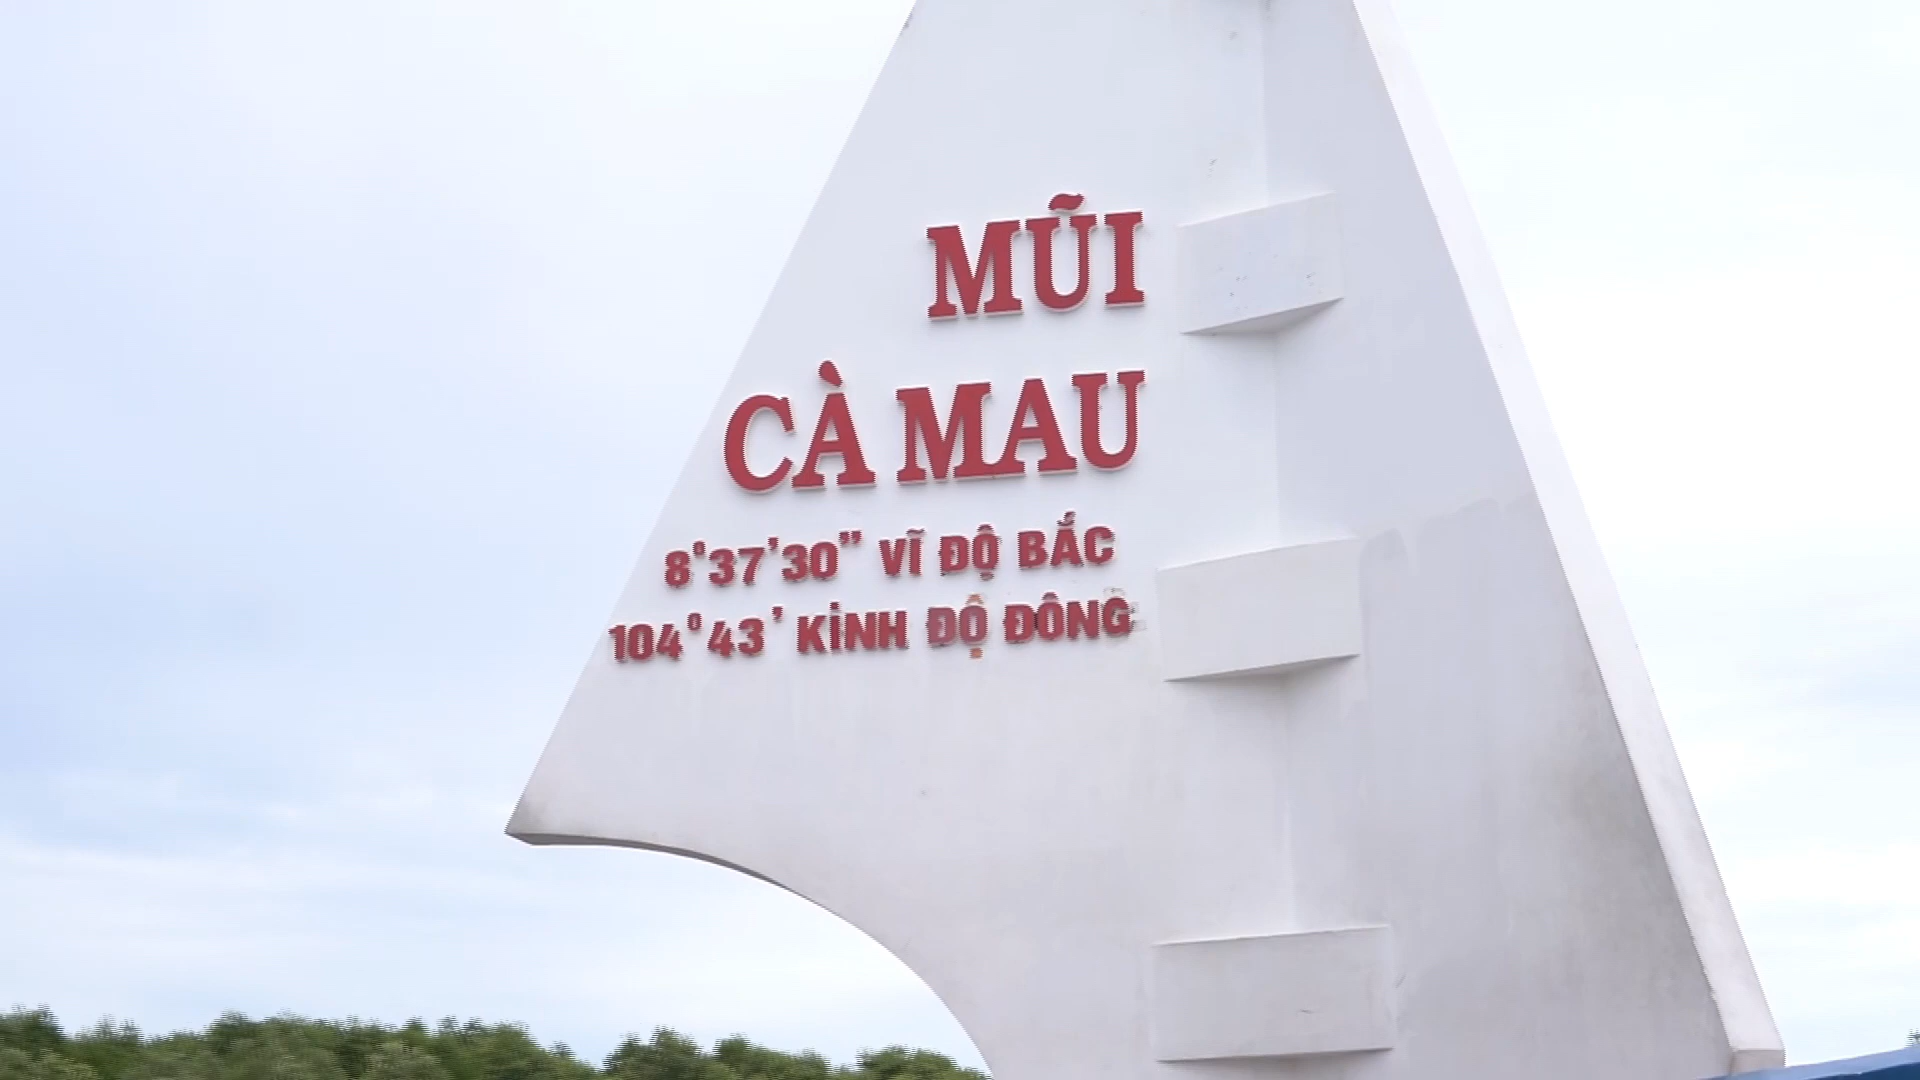 MŨI
CÀ MAU
8°37'30" VĨ ĐỘ BẮC
104°43' KINH ĐỘ ĐÔNG